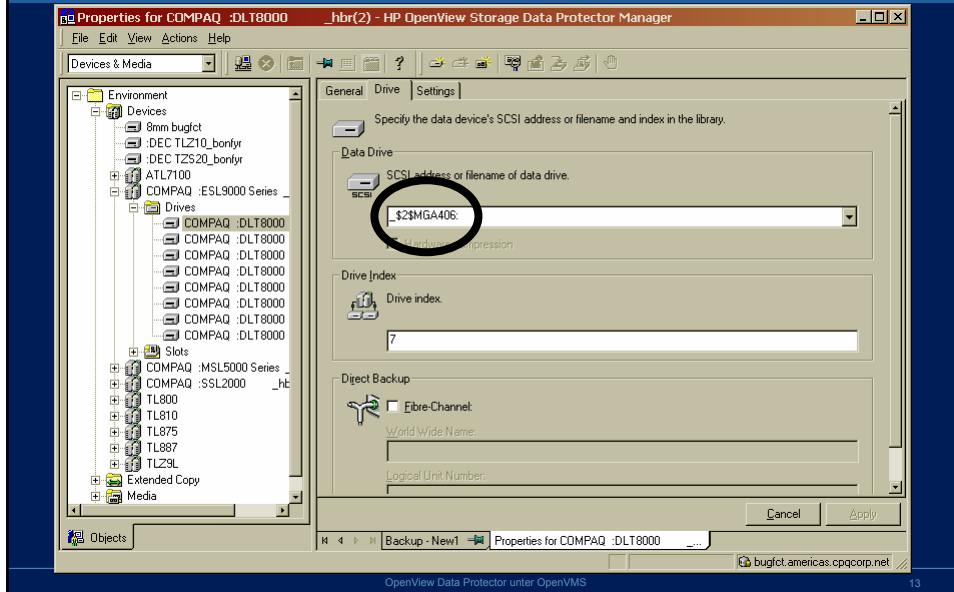 Properties for COMPAQ :DLT8000 _hbr(2) - HP OpenView Storage Data Protector Manager
File Edit View Actions Help
Devices & Media
Environment
Devices
8mm bugfct
:DEC TLZ10_bonfyr
:DEC TZS20_bonfyr
ATL7100
COMPAQ :ESL9000 Series _
Drives
COMPAQ :DLT8000
COMPAQ :DLT8000
COMPAQ :DLT8000
COMPAQ :DLT8000
COMPAQ :DLT8000
COMPAQ :DLT8000
COMPAQ :DLT8000
COMPAQ :DLT8000
Slots
COMPAQ :MSL5000 Series _
COMPAQ :SSL2000 _hb
TL800
TL810
TL875
TL887
TLZ9L
Extended Copy
Media
Objects
General Drive Settings
Specify the data device's SCSI address or filename and index in the library.
Data Drive
SCSI
SCSI address or filename of data drive.
_$2$MGA406:
Hardware compression
Drive Index
Drive index.
7
Direct Backup
Fibre-Channel:
World Wide Name:
Logical Unit Number:
Cancel Apply
Backup - New1 Properties for COMPAQ :DLT8000 _...
bugfct.americas.cpqcorp.net
OpenView Data Protector unter OpenVMS 13